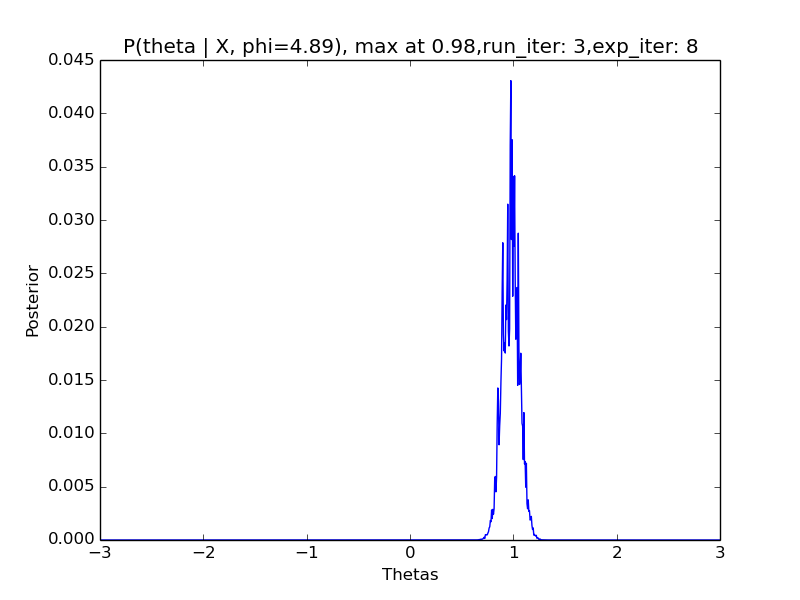 P(theta | X, phi=4.89), max at 0.98,run_iter: 3,exp_iter: 8
0.045
0.040
0.035
0.030
0.025
0.020
0.015
0.010
0.005
0.000
Posterior
−3 −2 −1 0 1 2 3
Thetas